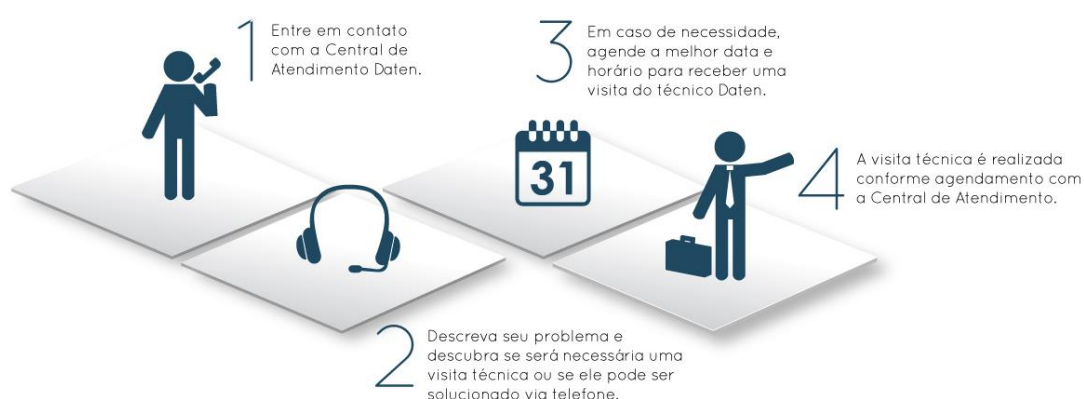 1
Entre em contato
com a Central de
Atendimento Daten.
2
Descreva seu problema e
descubra se será necessária uma
visita técnica ou se ele pode ser
solucionado via telefone.
3
Em caso de necessidade,
agende a melhor data e
horário para receber uma
visita do técnico Daten.
31
4
A visita técnica é realizada
conforme agendamento com
a Central de Atendimento.